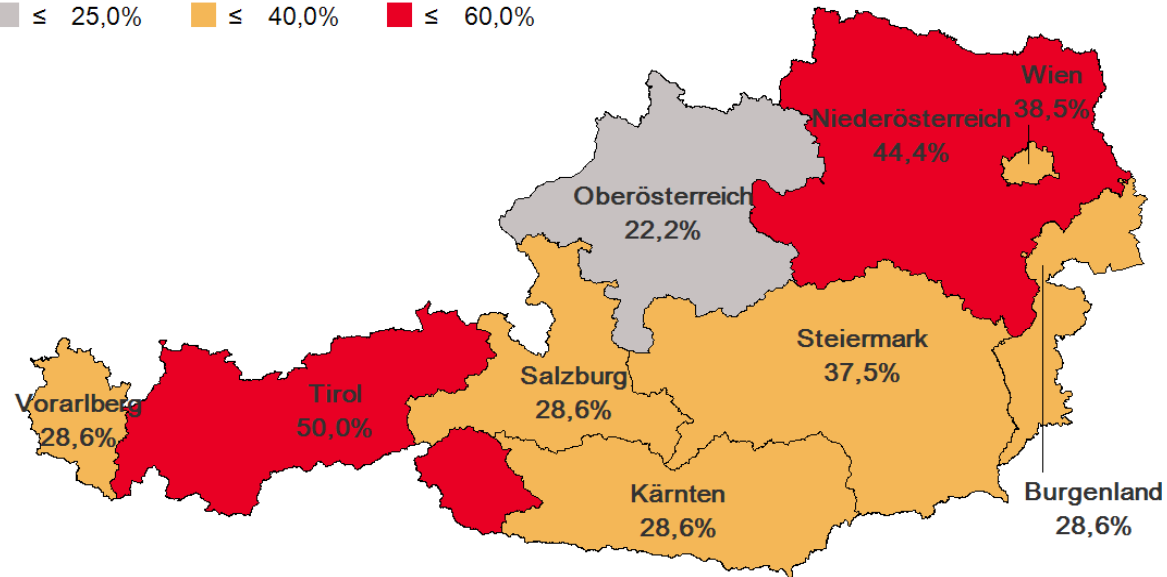 ≤ 25,0% ≤ 40,0% ≤ 60,0%
Wien
38,5%
Niederösterreich
44,4%
Oberösterreich
22,2%
Steiermark
37,5%
Salzburg
28,6%
Tirol
50,0%
Vorarlberg
28,6%
Kärnten
28,6%
Burgenland
28,6%